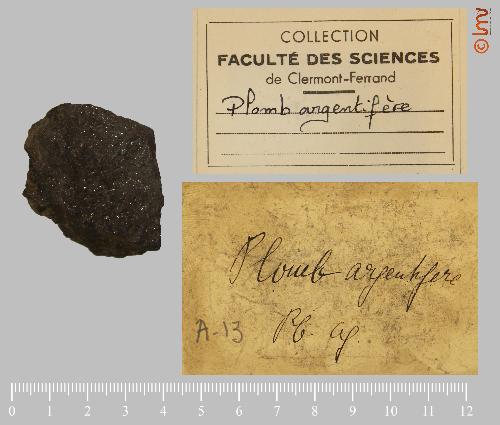 COLLECTION
FACULTÉ DES SCIENCES
de Clermont-Ferrand
Plomb argentifère
Plomb argentifere
Pb. Ag.
A-13
© lmv
0 1 2 3 4 5 6 7 8 9 10 11 12